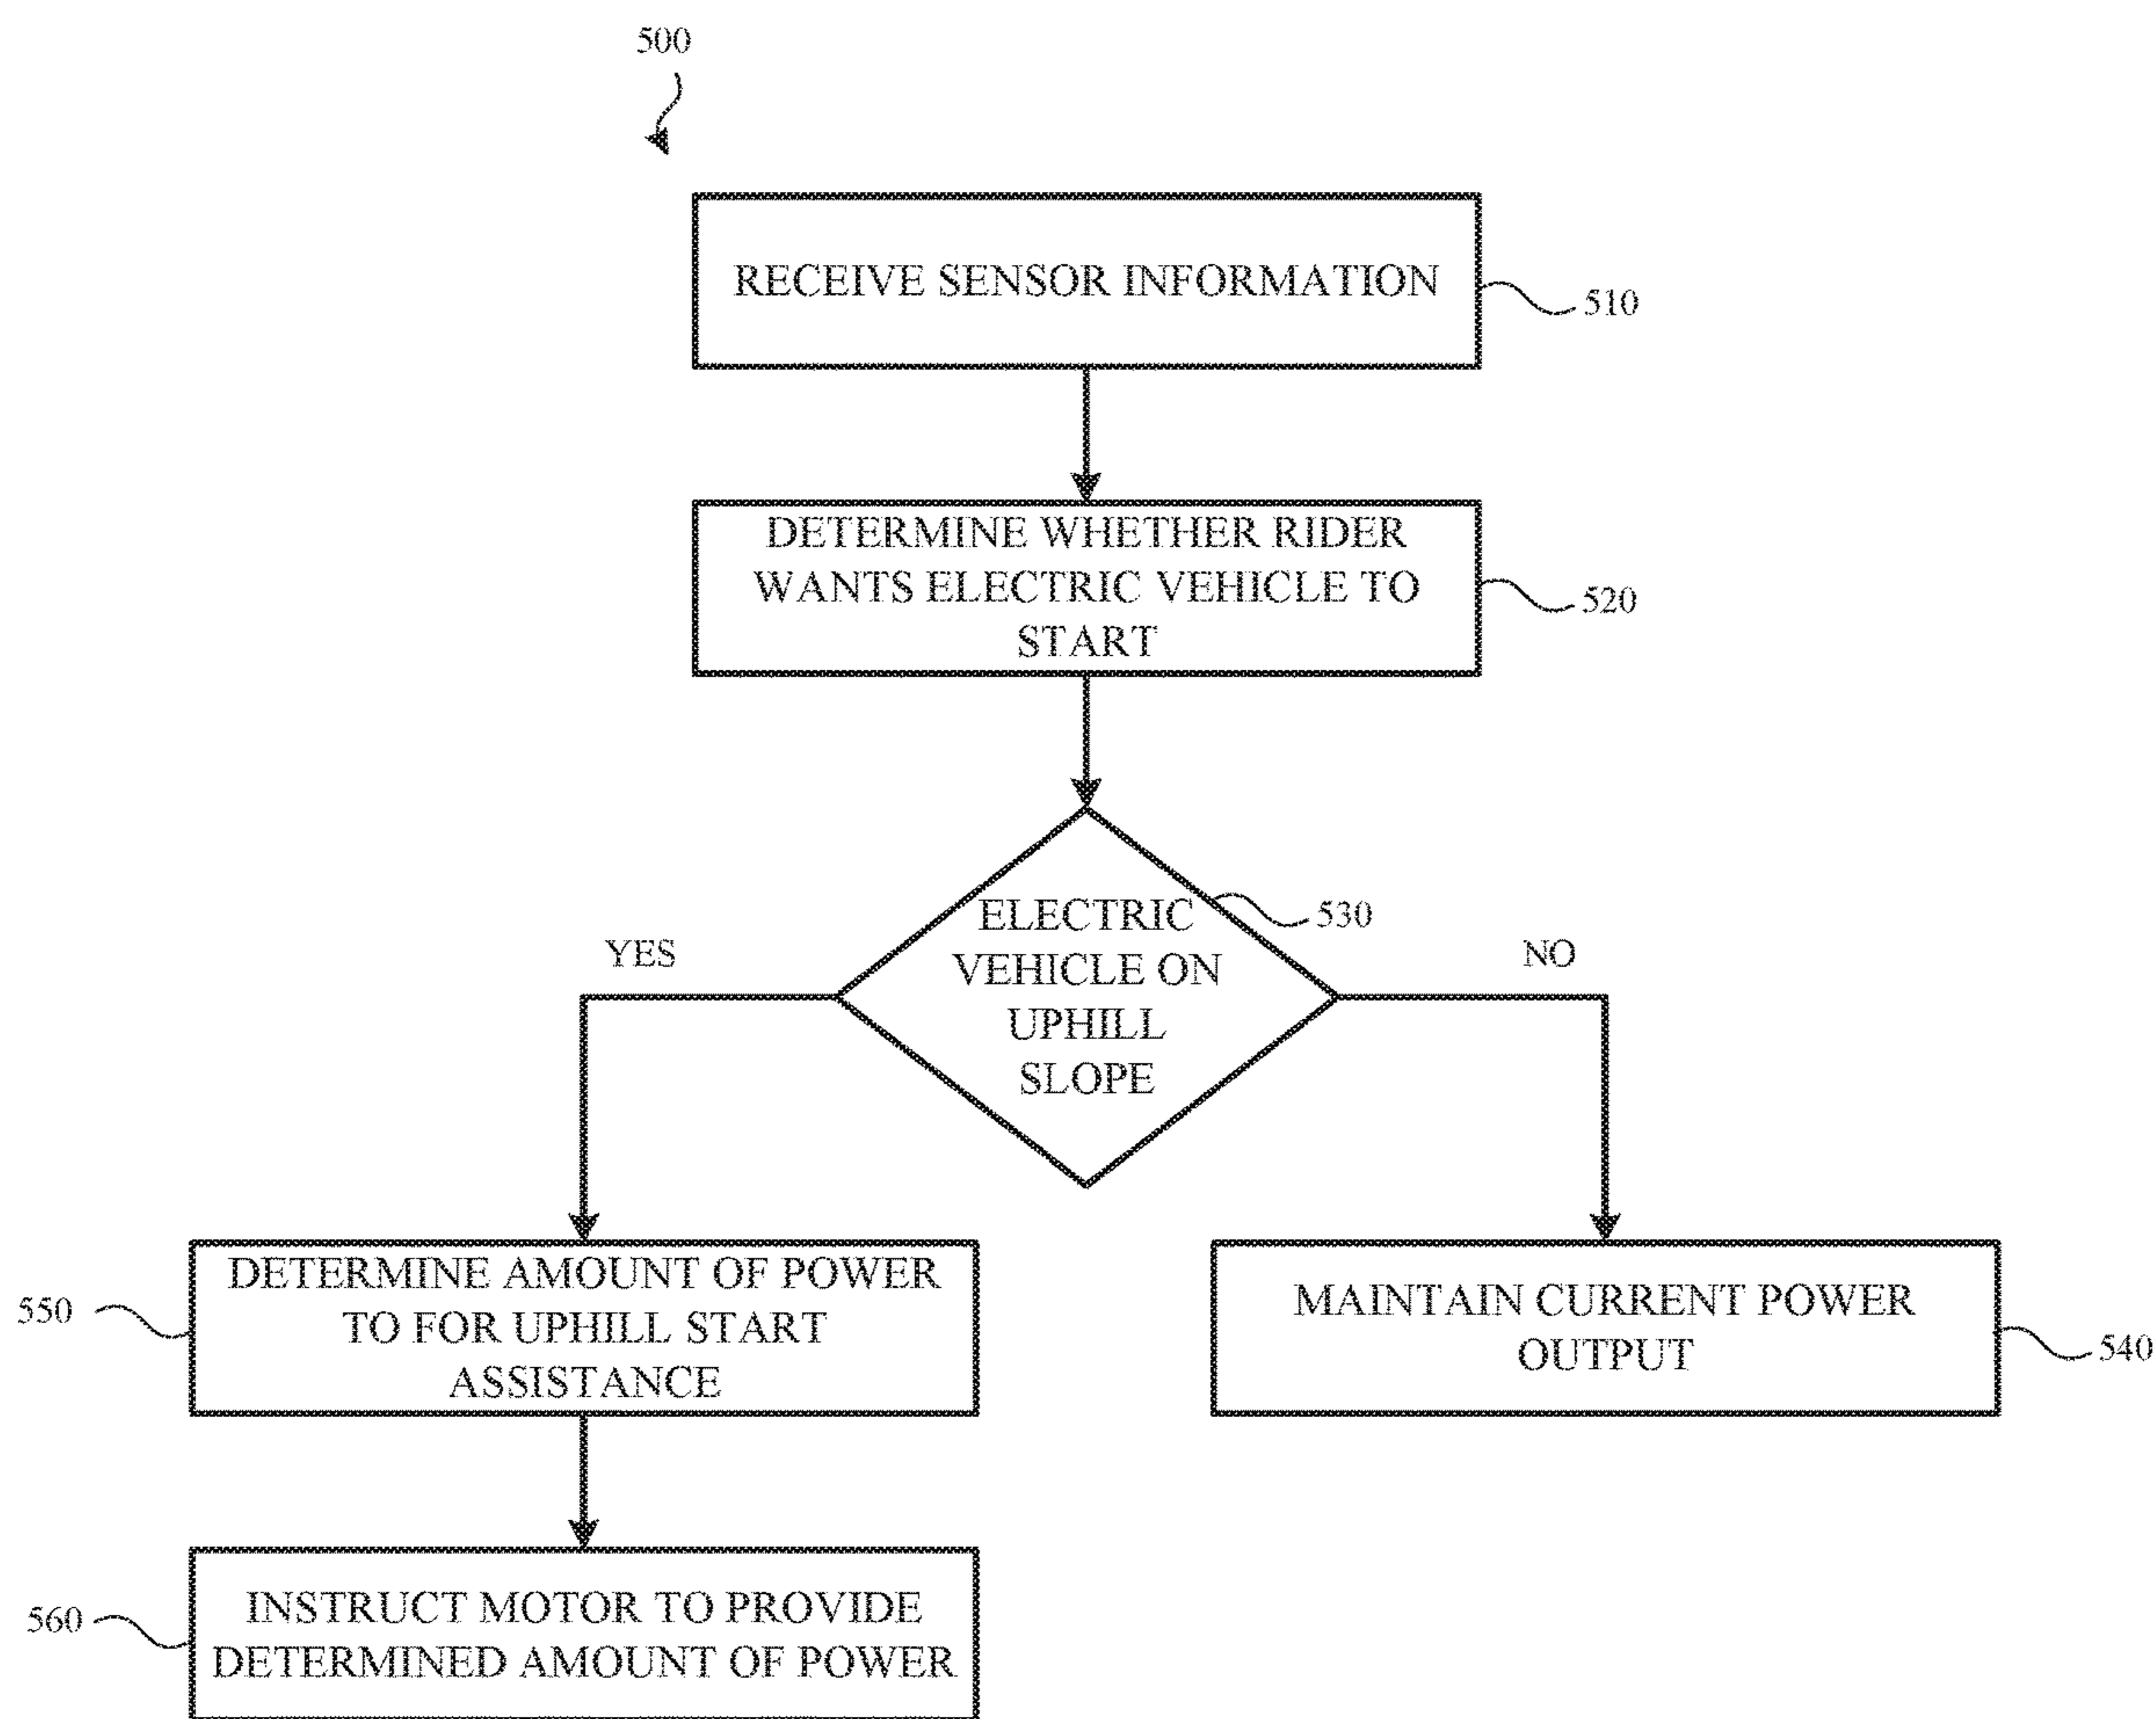 500
RECEIVE SENSOR INFORMATION
510
DETERMINE WHETHER RIDER
WANTS ELECTRIC VEHICLE TO
START
520
ELECTRIC
VEHICLE ON
UPHILL
SLOPE
530
YES
NO
DETERMINE AMOUNT OF POWER
TO FOR UPHILL START
ASSISTANCE
550
MAINTAIN CURRENT POWER
OUTPUT
540
INSTRUCT MOTOR TO PROVIDE
DETERMINED AMOUNT OF POWER
560